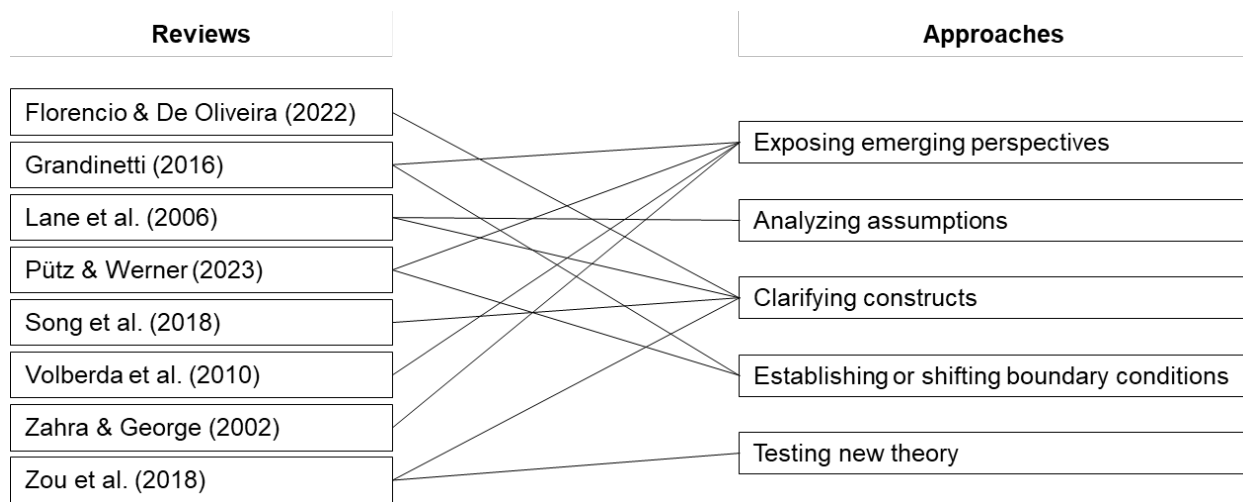 Reviews
Approaches
Florencio & De Oliveira (2022)
Grandinetti (2016)
Lane et al. (2006)
Pütz & Werner (2023)
Song et al. (2018)
Volberda et al. (2010)
Zahra & George (2002)
Zou et al. (2018)
Exposing emerging perspectives
Analyzing assumptions
Clarifying constructs
Establishing or shifting boundary conditions
Testing new theory